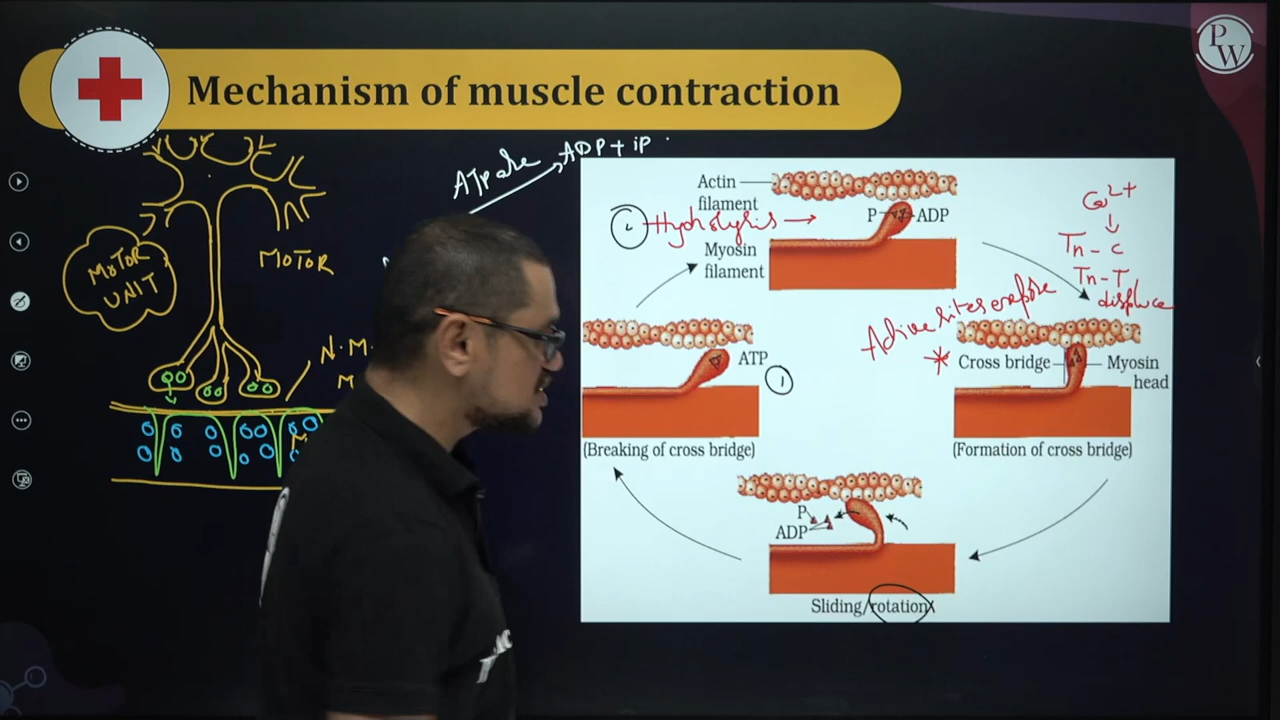 Mechanism of muscle contraction
PW
ATPase → ADP + iP
MOTOR UNIT
MOTOR
N.M.
M
Actin filament
P
ADP
2 Hydrolysis →
Myosin filament
Ca2+
↓
Tn - C
Tn - T
displace
Active sites expose
*
Cross bridge
Myosin head
(Formation of cross bridge)
ATP
1
(Breaking of cross bridge)
P
ADP
Sliding/rotation